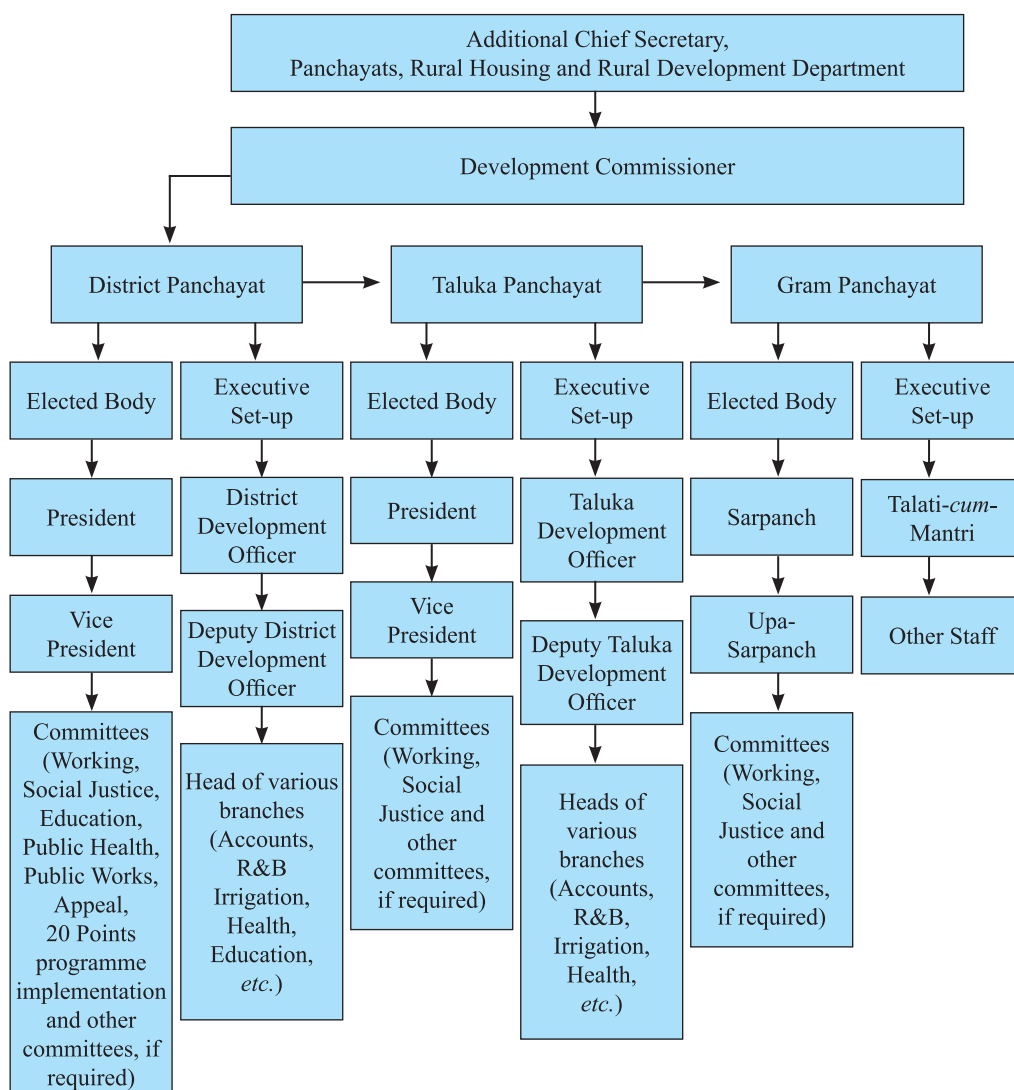 Additional Chief Secretary,
Panchayats, Rural Housing and Rural Development Department
Development Commissioner
District Panchayat
Taluka Panchayat
Gram Panchayat
Elected Body
Executive
Set-up
Elected Body
Executive
Set-up
Elected Body
Executive
Set-up
President
District
Development
Officer
President
Taluka
Development
Officer
Sarpanch
Talati-cum-
Mantri
Vice
President
Deputy District
Development
Officer
Vice
President
Deputy Taluka
Development
Officer
Upa-
Sarpanch
Other Staff
Committees
(Working,
Social Justice,
Education,
Public Health,
Public Works,
Appeal,
20 Points
programme
implementation
and other
committees, if
required)
Head of various
branches
(Accounts,
R&B
Irrigation,
Health,
Education,
etc.)
Committees
(Working,
Social
Justice and
other
committees,
if required)
Heads of
various
branches
(Accounts,
R&B,
Irrigation,
Health,
etc.)
Committees
(Working,
Social
Justice and
other
committees,
if required)